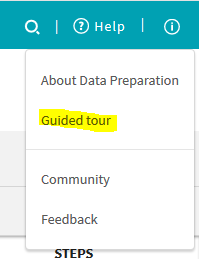 Help
About Data Preparation
Guided tour
Community
Feedback
STEPS